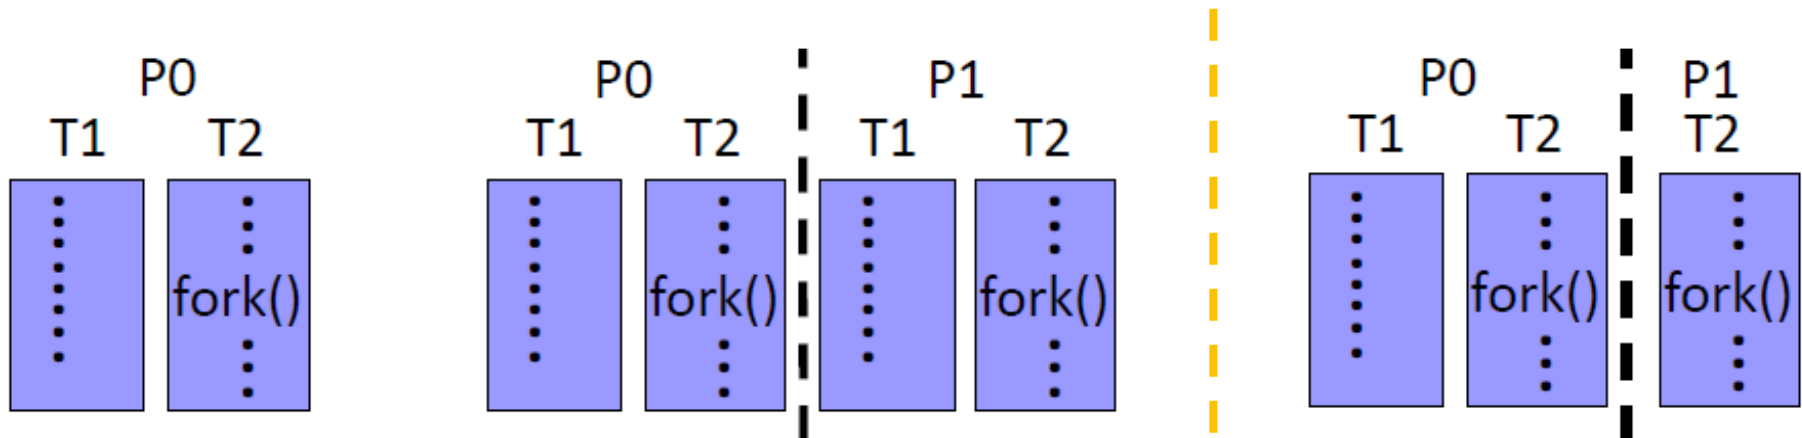 P0
T1 T2
fork()
P0 P1
T1 T2 T1 T2
fork() fork()
P0 P1
T1 T2 T2
fork() fork()